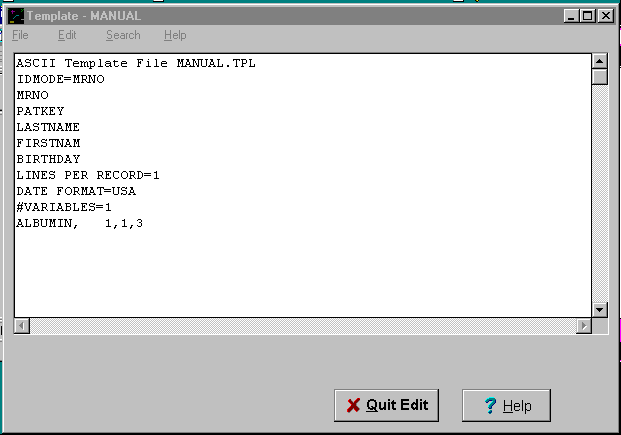 Template - MANUAL
File Edit Search Help
ASCII Template File MANUAL.TPL
IDMODE=MRNO
MRNO
PATKEY
LASTNAME
FIRSTNAM
BIRTHDAY
LINES PER RECORD=1
DATE FORMAT=USA
#VARIABLES=1
ALBUMIN,   1,1,3
Quit Edit
? Help